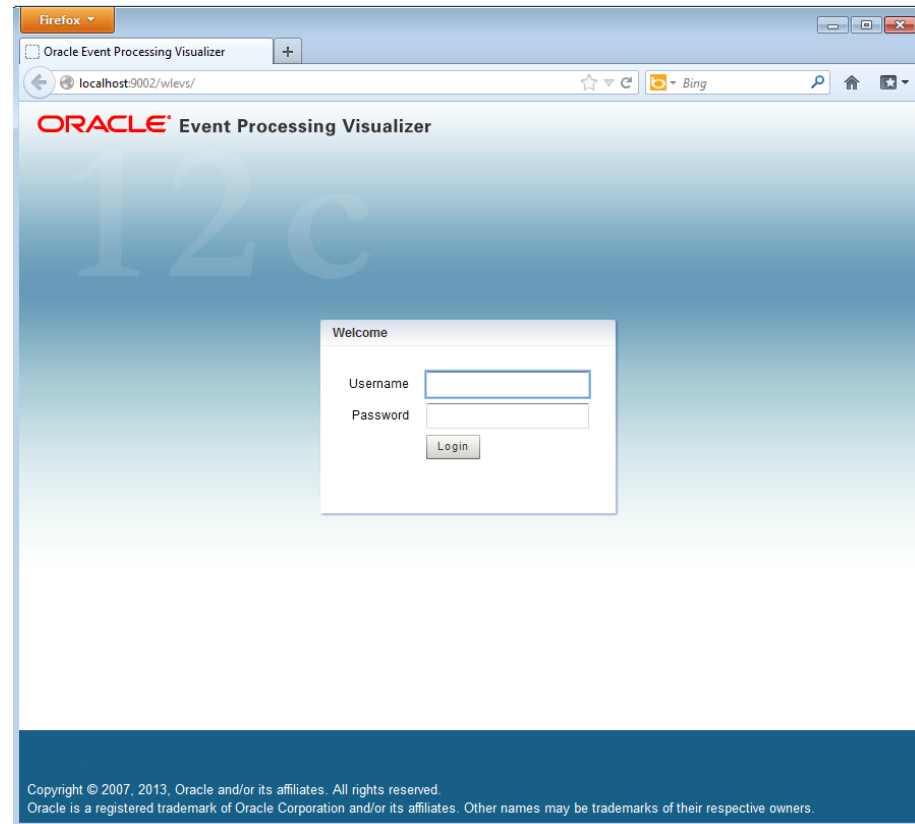 Firefox
Oracle Event Processing Visualizer
localhost:9002/wlevs/
Bing
ORACLE Event Processing Visualizer
12c
Welcome
Username
Password
Login
Copyright © 2007, 2013, Oracle and/or its affiliates. All rights reserved.
Oracle is a registered trademark of Oracle Corporation and/or its affiliates. Other names may be trademarks of their respective owners.